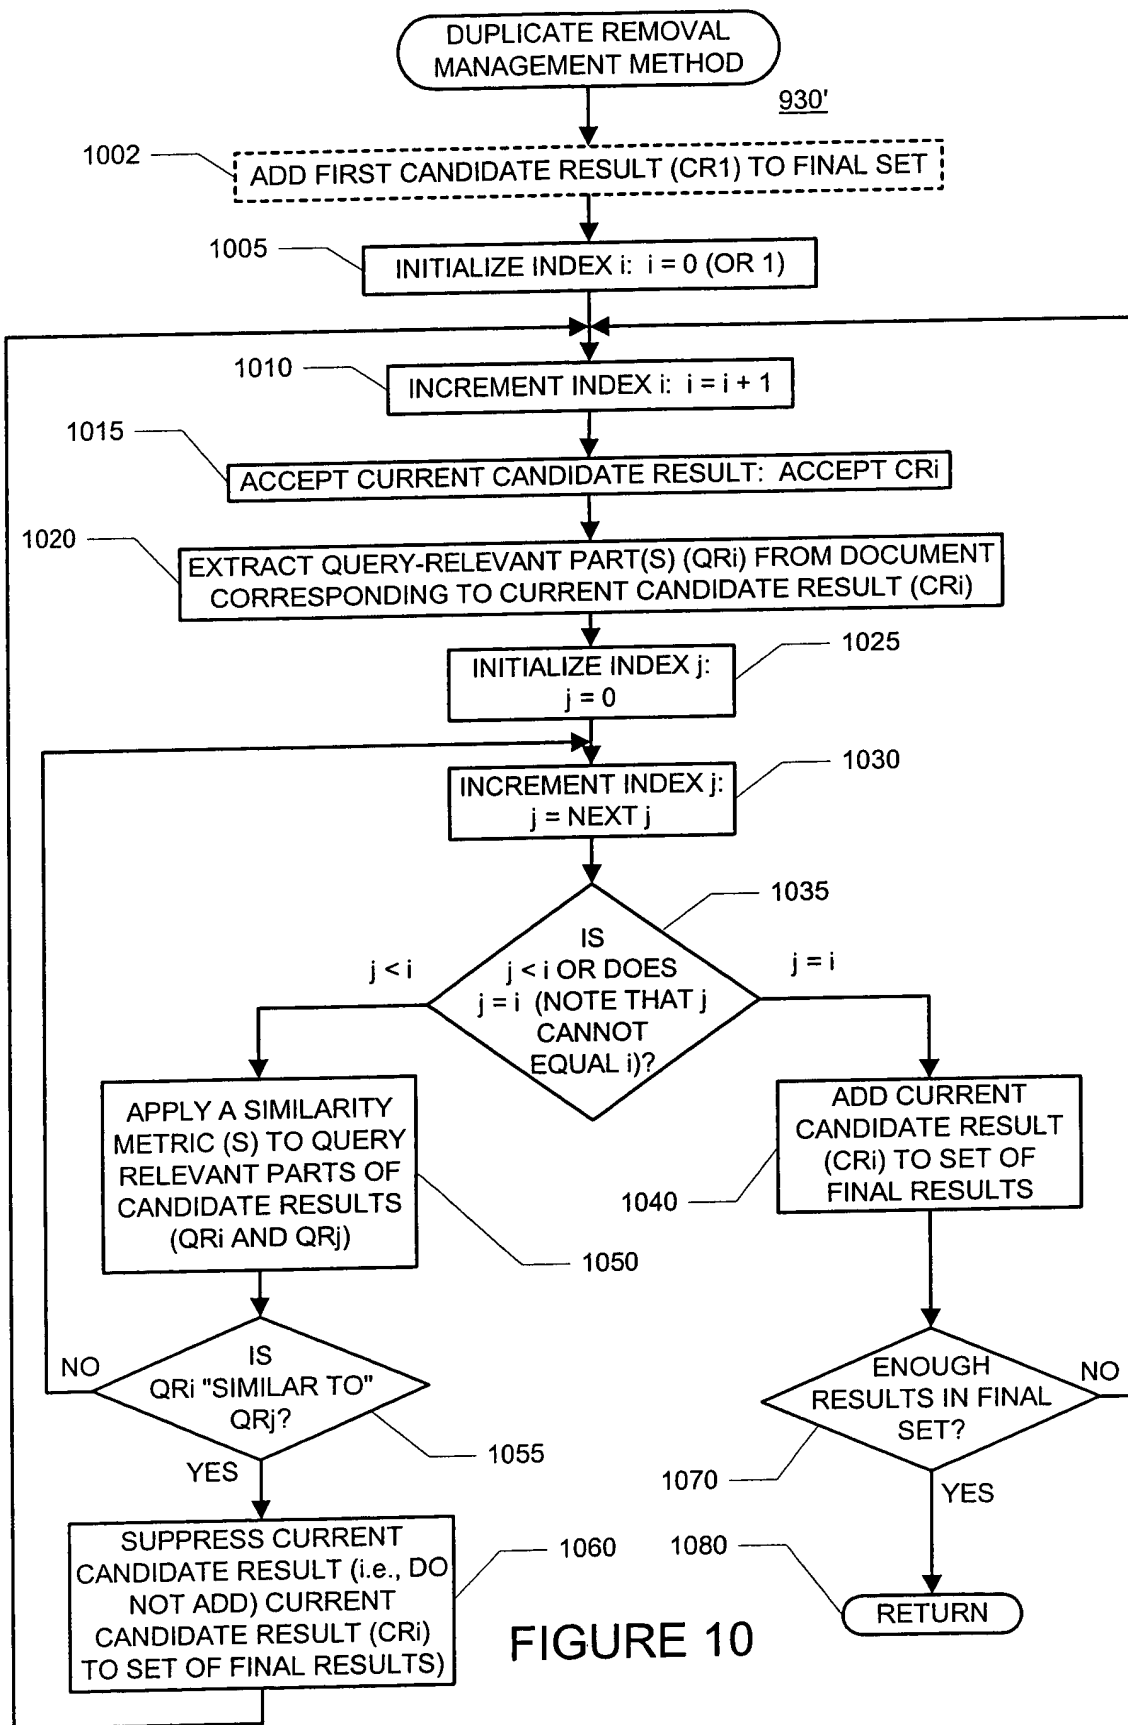 DUPLICATE REMOVAL
MANAGEMENT METHOD
930'
1002
ADD FIRST CANDIDATE RESULT (CR1) TO FINAL SET
1005
INITIALIZE INDEX i: i = 0 (OR 1)
1010
INCREMENT INDEX i: i = i + 1
1015
ACCEPT CURRENT CANDIDATE RESULT: ACCEPT CRi
1020
EXTRACT QUERY-RELEVANT PART(S) (QRi) FROM DOCUMENT
CORRESPONDING TO CURRENT CANDIDATE RESULT (CRi)
1025
INITIALIZE INDEX j:
j = 0
1030
INCREMENT INDEX j:
j = NEXT j
1035
IS
j < i OR DOES
j = i (NOTE THAT j
CANNOT
EQUAL i)?
j < i
j = i
APPLY A SIMILARITY
METRIC (S) TO QUERY
RELEVANT PARTS OF
CANDIDATE RESULTS
(QRi AND QRj)
1050
ADD CURRENT
CANDIDATE RESULT
(CRi) TO SET OF
FINAL RESULTS
1040
NO
IS
QRi "SIMILAR TO"
QRj?
1055
YES
ENOUGH
RESULTS IN FINAL
SET?
NO
1070
YES
SUPPRESS CURRENT
CANDIDATE RESULT (i.e., DO
NOT ADD) CURRENT
CANDIDATE RESULT (CRi)
TO SET OF FINAL RESULTS)
1060
1080
RETURN
FIGURE 10